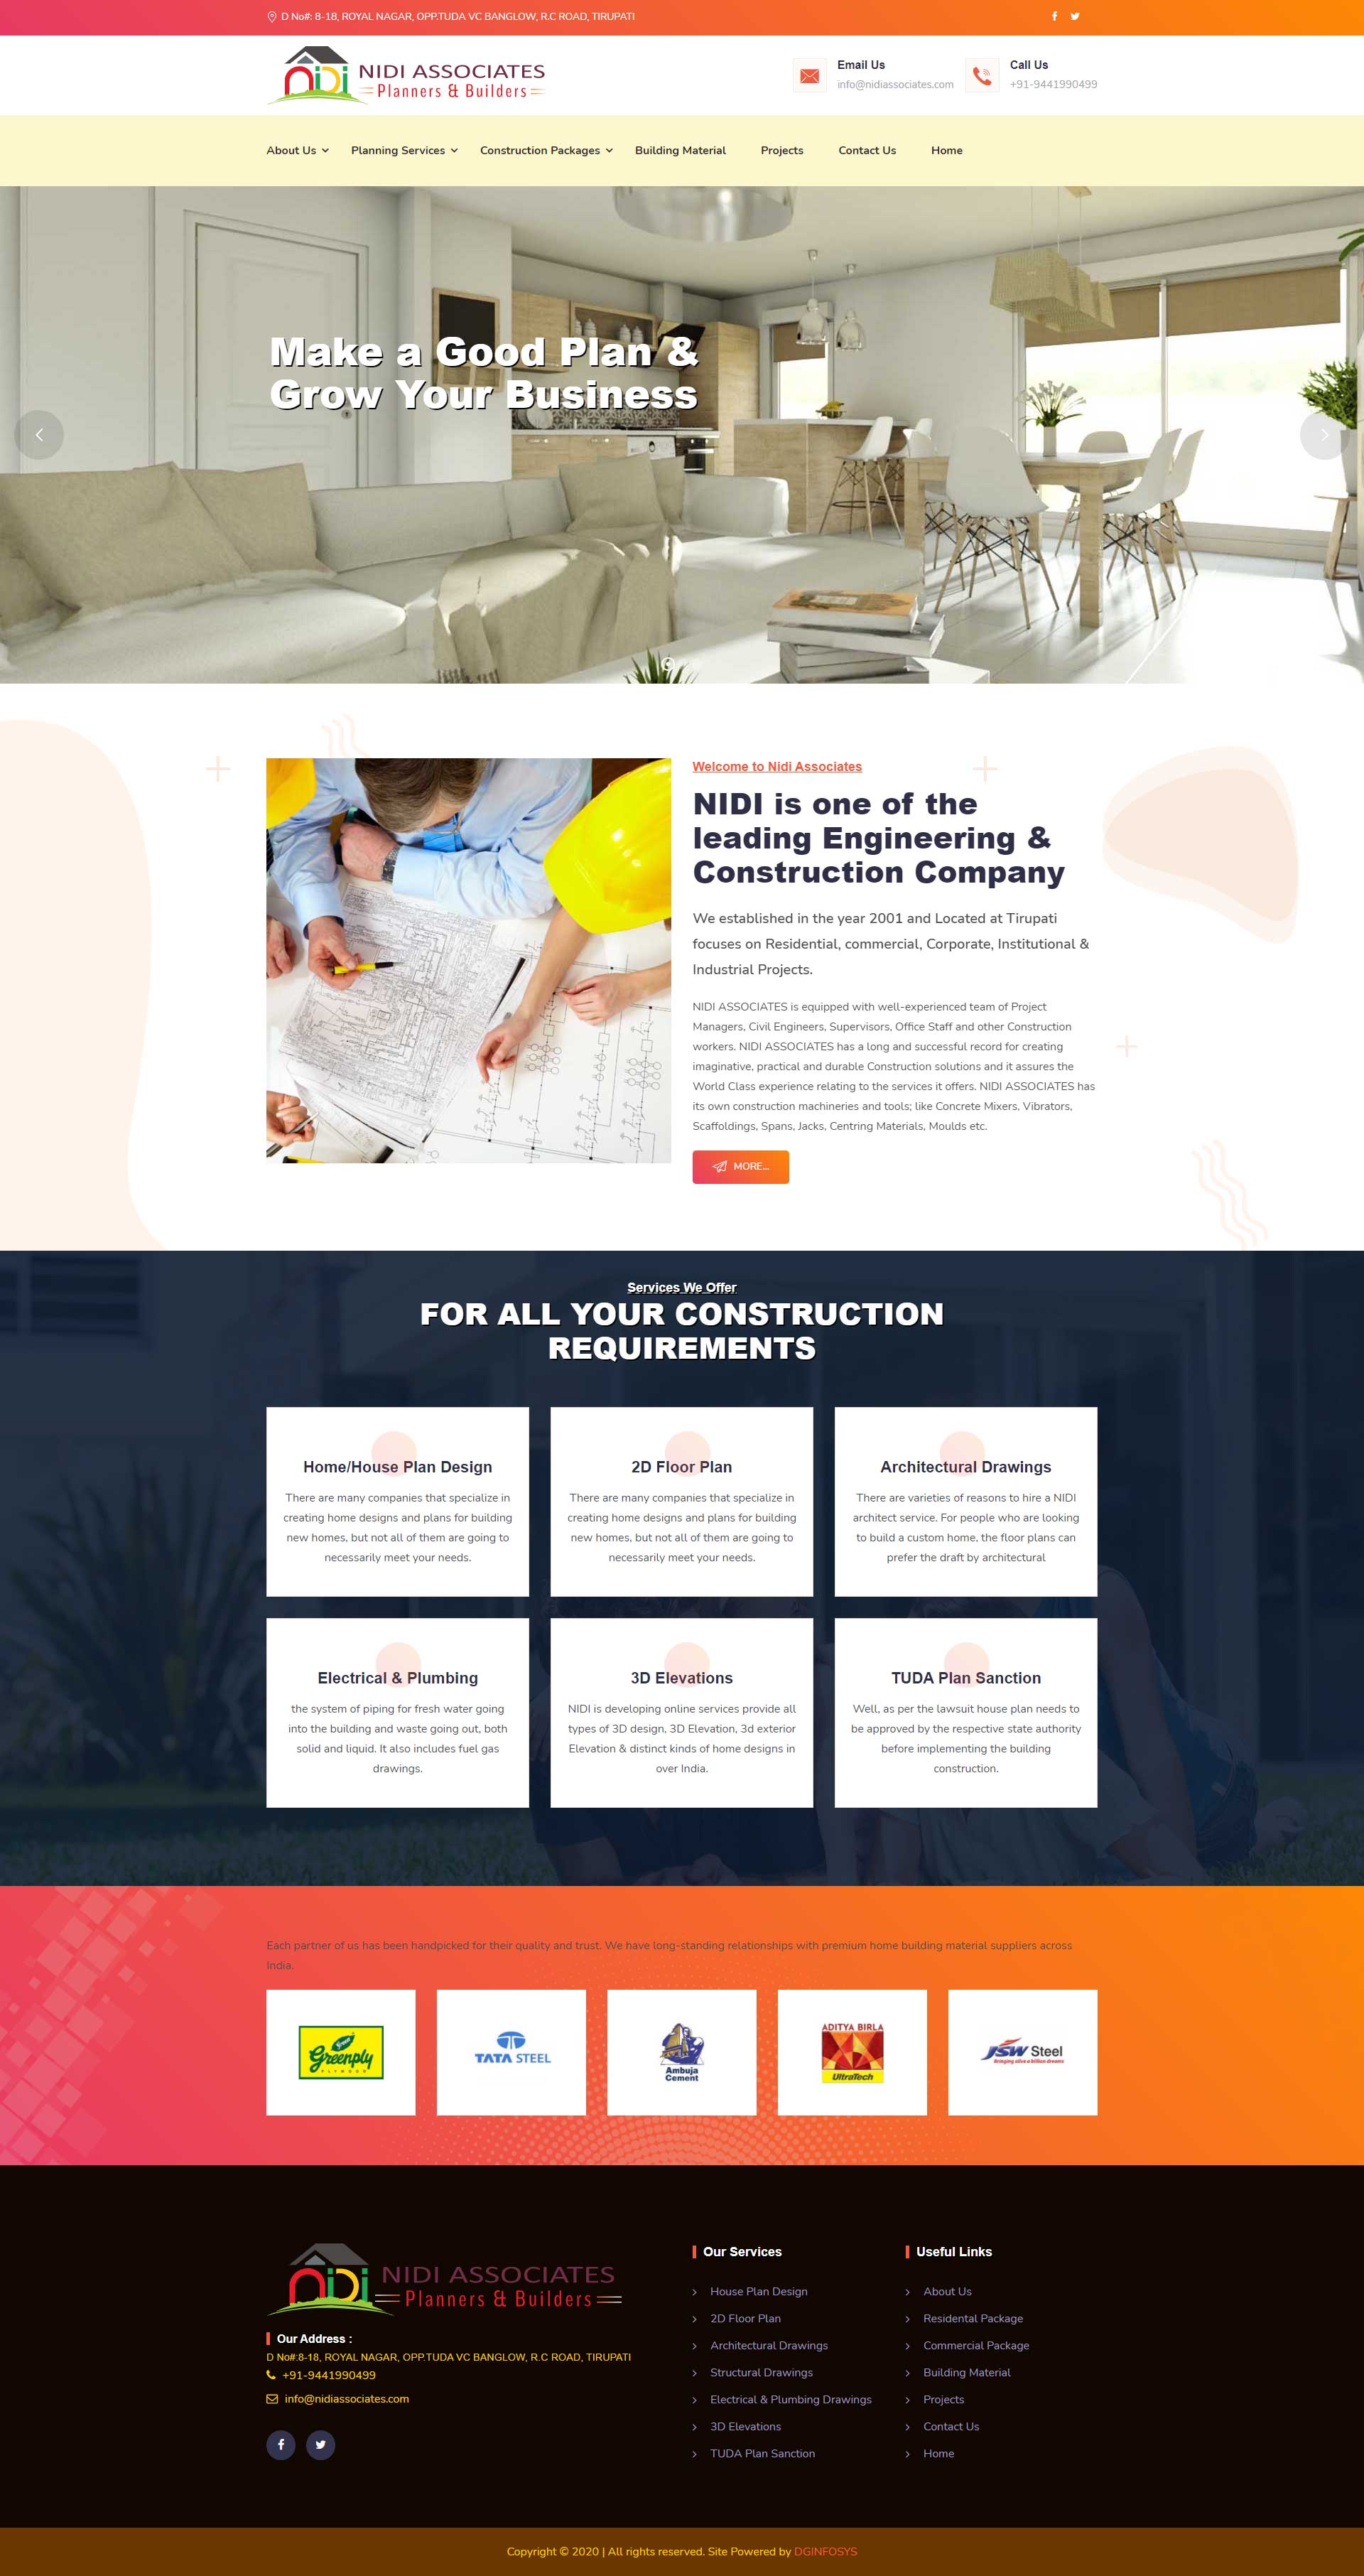 D No#: 8-18, ROYAL NAGAR, OPP.TUDA VC BANGLOW, R.C ROAD, TIRUPATI
NIDI ASSOCIATES
Planners & Builders
Email Us
info@nidiassociates.com
Call Us
+91-9441990499
About Us
Planning Services
Construction Packages
Building Material
Projects
Contact Us
Home
Make a Good Plan &
Grow Your Business
Welcome to Nidi Associates
NIDI is one of the
leading Engineering &
Construction Company
We established in the year 2001 and Located at Tirupati
focuses on Residential, commercial, Corporate, Institutional &
Industrial Projects.
NIDI ASSOCIATES is equipped with well-experienced team of Project
Managers, Civil Engineers, Supervisors, Office Staff and other Construction
workers. NIDI ASSOCIATES has a long and successful record for creating
imaginative, practical and durable Construction solutions and it assures the
World Class experience relating to the services it offers. NIDI ASSOCIATES has
its own construction machineries and tools; like Concrete Mixers, Vibrators,
Scaffoldings, Spans, Jacks, Centring Materials, Moulds etc.
MORE...
Services We Offer
FOR ALL YOUR CONSTRUCTION
REQUIREMENTS
Home/House Plan Design
There are many companies that specialize in
creating home designs and plans for building
new homes, but not all of them are going to
necessarily meet your needs.
2D Floor Plan
There are many companies that specialize in
creating home designs and plans for building
new homes, but not all of them are going to
necessarily meet your needs.
Architectural Drawings
There are varieties of reasons to hire a NIDI
architect service. For people who are looking
to build a custom home, the floor plans can
prefer the draft by architectural
Electrical & Plumbing
the system of piping for fresh water going
into the building and waste going out, both
solid and liquid. It also includes fuel gas
drawings.
3D Elevations
NIDI is developing online services provide all
types of 3D design, 3D Elevation, 3d exterior
Elevation & distinct kinds of home designs in
over India.
TUDA Plan Sanction
Well, as per the lawsuit house plan needs to
be approved by the respective state authority
before implementing the building
construction.
Each partner of us has been handpicked for their quality and trust. We have long-standing relationships with premium home building material suppliers across
India.
Green
Greenply
PLYWOOD
TATA STEEL
Ambuja
Cement
ADITYA BIRLA
UltraTech
JSW Steel
Bringing alive a billion dreams
NIDI ASSOCIATES
Planners & Builders
Our Address :
D No#:8-18, ROYAL NAGAR, OPP.TUDA VC BANGLOW, R.C ROAD, TIRUPATI
+91-9441990499
info@nidiassociates.com
Our Services
House Plan Design
2D Floor Plan
Architectural Drawings
Structural Drawings
Electrical & Plumbing Drawings
3D Elevations
TUDA Plan Sanction
Useful Links
About Us
Residental Package
Commercial Package
Building Material
Projects
Contact Us
Home
Copyright © 2020 | All rights reserved. Site Powered by DGINFOSYS